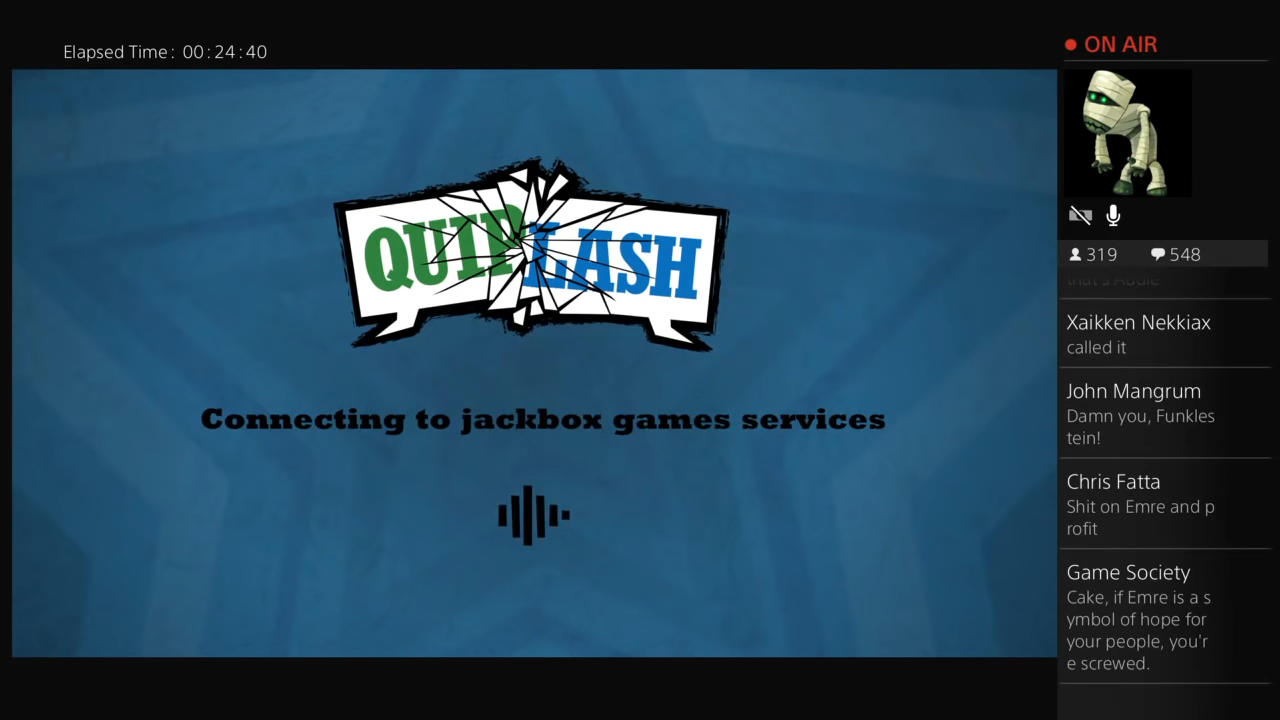 Elapsed Time: 00:24:40
ON AIR
QUIPLASH
Connecting to jackbox games services
319 548
that's Addie
Xaikken Nekkiax
called it
John Mangrum
Damn you, Funkles
tein!
Chris Fatta
Shit on Emre and p
rofit
Game Society
Cake, if Emre is a s
ymbol of hope for
your people, you'r
e screwed.